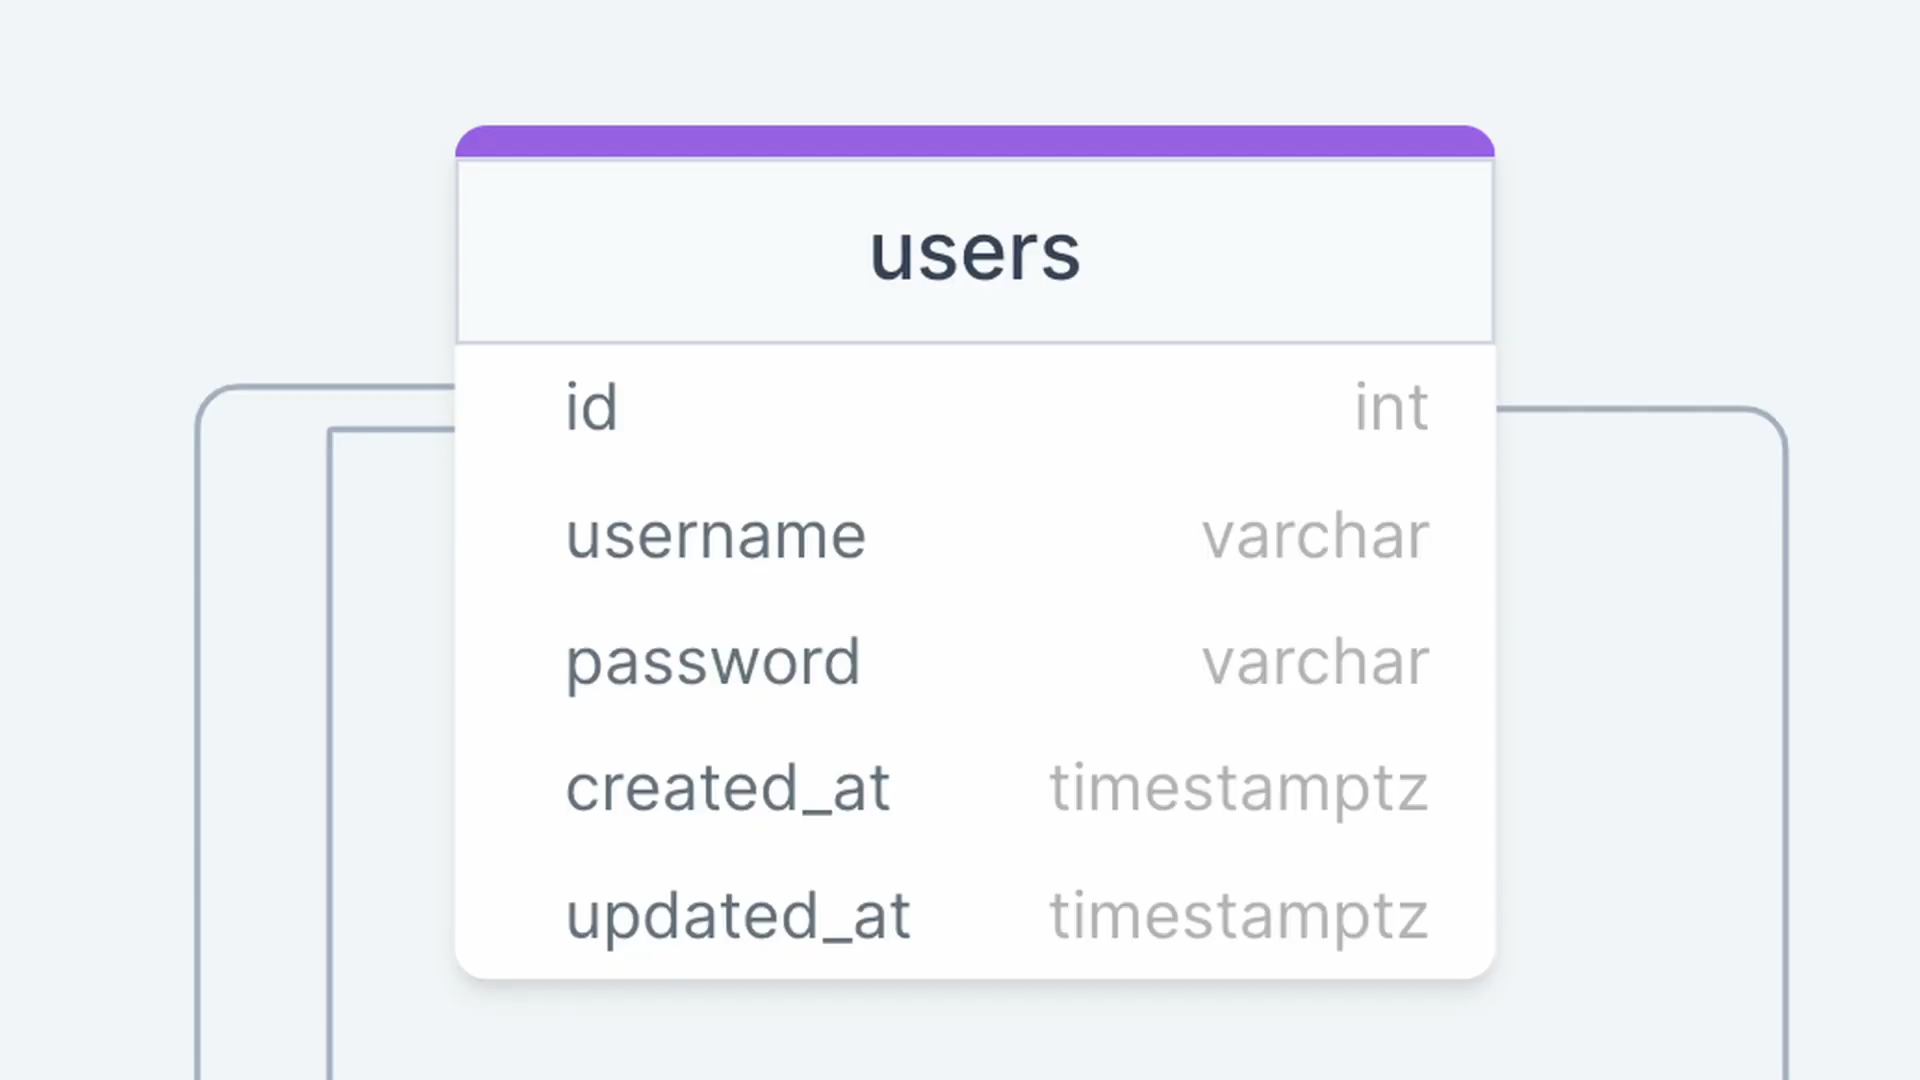 users
id int
username varchar
password varchar
created_at timestamptz
updated_at timestamptz